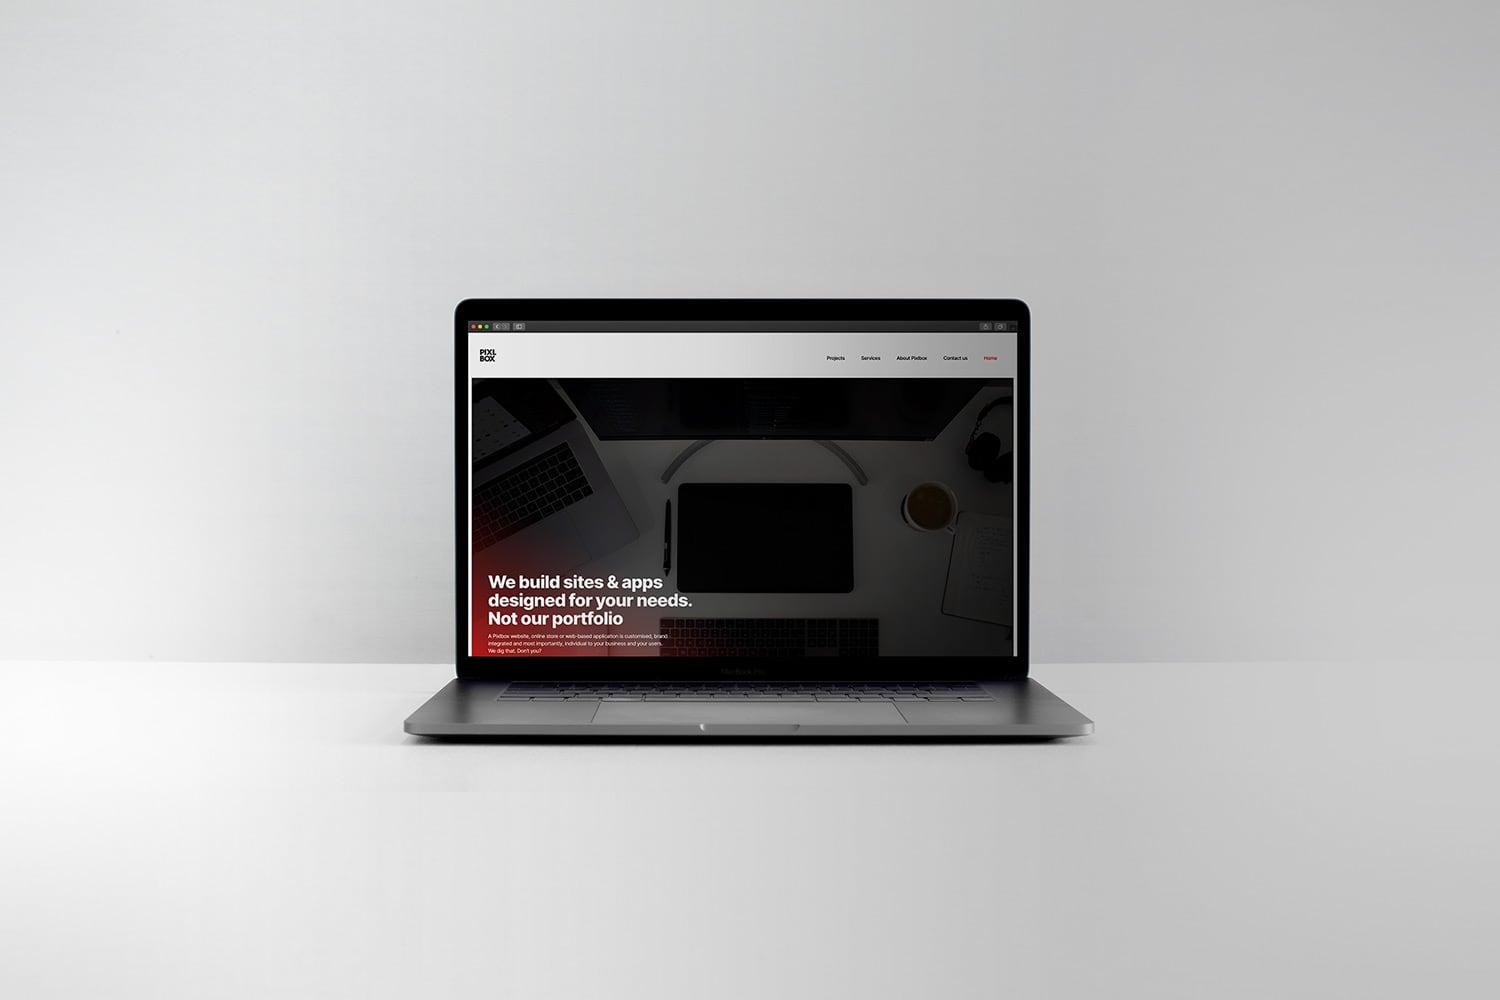 PIXL
BOX
Projects
Services
About Pixlbox
Contact us
Home
We build sites & apps
designed for your needs.
Not our portfolio
A Pixlbox website, online store or web-based application is customised, brand
integrated and most importantly, individual to your business and your users.
We dig that. Don't you?
MacBook Pro